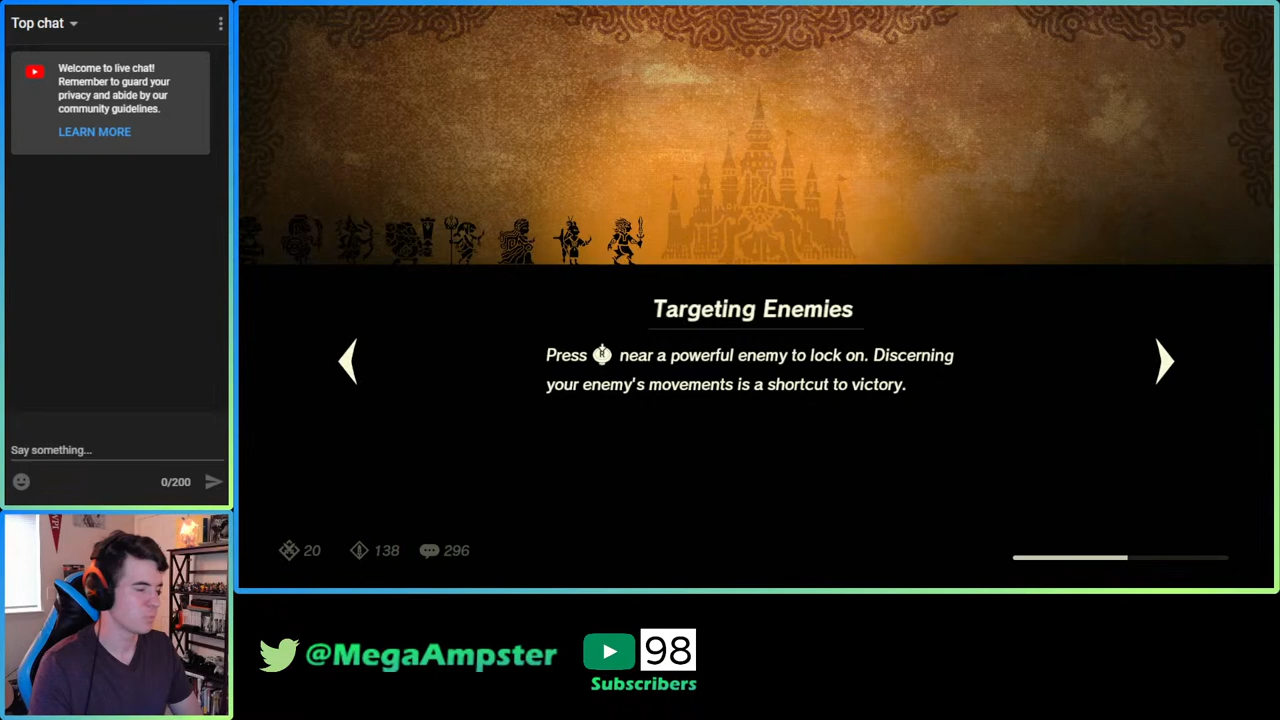 Top chat
Welcome to live chat!
Remember to guard your
privacy and abide by our
community guidelines.
LEARN MORE
Say something...
0/200
Targeting Enemies
Press R near a powerful enemy to lock on. Discerning
your enemy's movements is a shortcut to victory.
20 138 296
@MegaAmpster
98
Subscribers